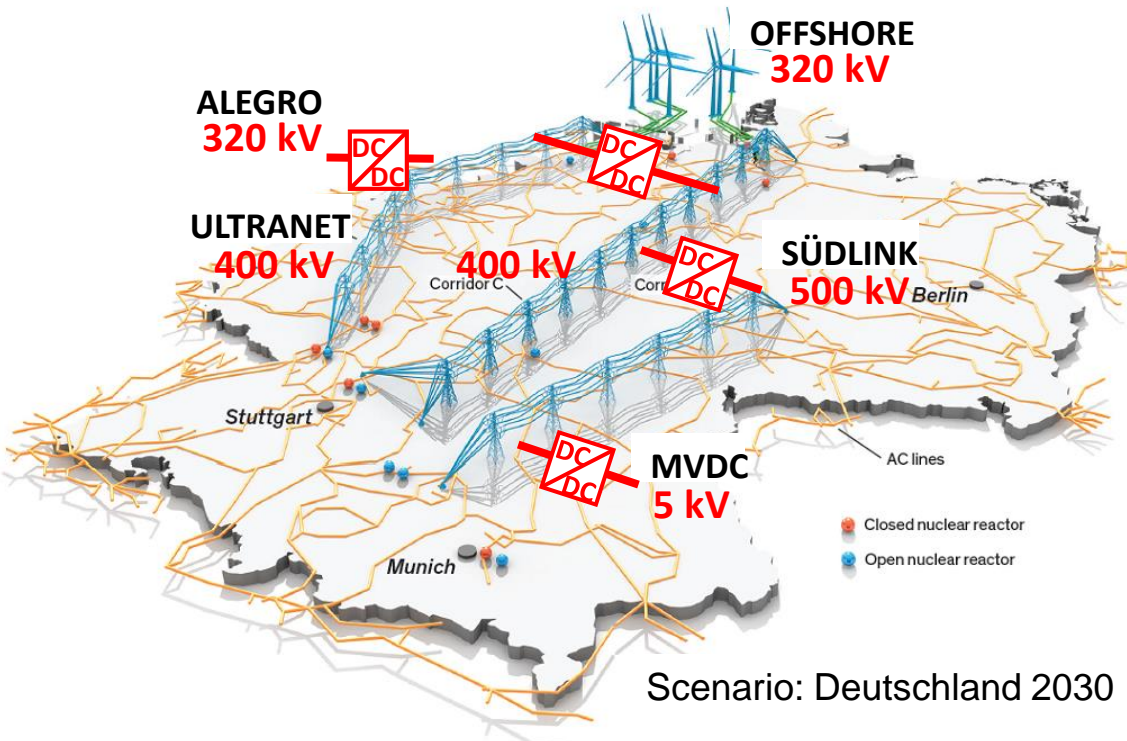 OFFSHORE
320 kV
ALEGRO
320 kV
DC
DC
DC
DC
ULTRANET
400 kV
400 kV
Corridor C
DC
DC
SÜDLINK
500 kV
Berlin
Stuttgart
DC
DC
MVDC
5 kV
AC lines
Closed nuclear reactor
Open nuclear reactor
Munich
Scenario: Deutschland 2030